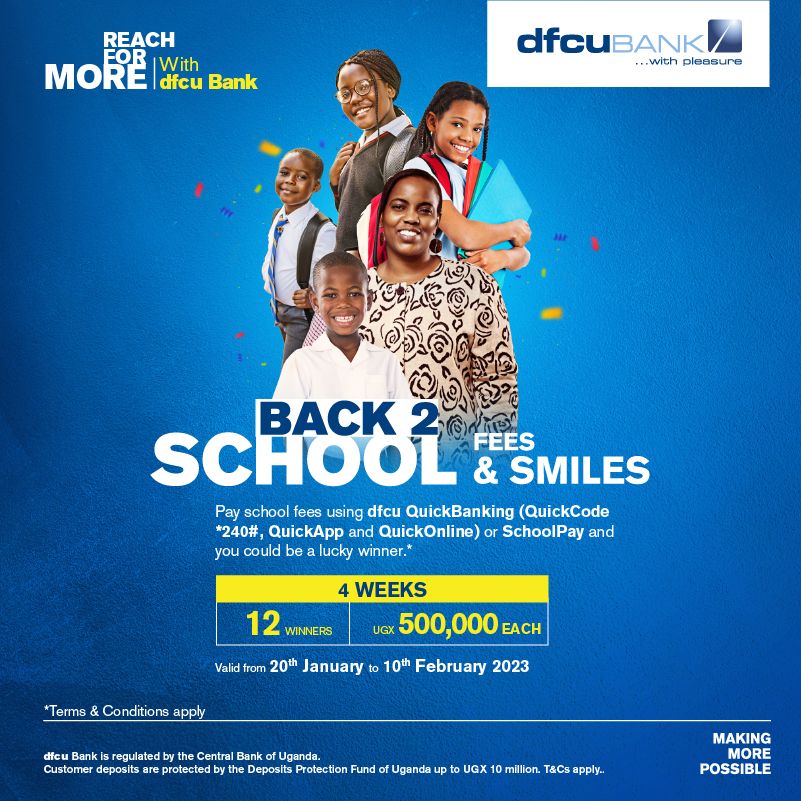 REACH
FOR
MORE
With
dfcu Bank
dfcu BANK
...with pleasure
BACK 2
SCHOOL FEES
& SMILES
Pay school fees using dfcu QuickBanking (QuickCode
*240#, QuickApp and QuickOnline) or SchoolPay and
you could be a lucky winner.*
4 WEEKS
12 WINNERS
UGX 500,000 EACH
Valid from 20th January to 10th February 2023
*Terms & Conditions apply
dfcu Bank is regulated by the Central Bank of Uganda.
Customer deposits are protected by the Deposits Protection Fund of Uganda up to UGX 10 million. T&Cs apply..
MAKING
MORE
POSSIBLE